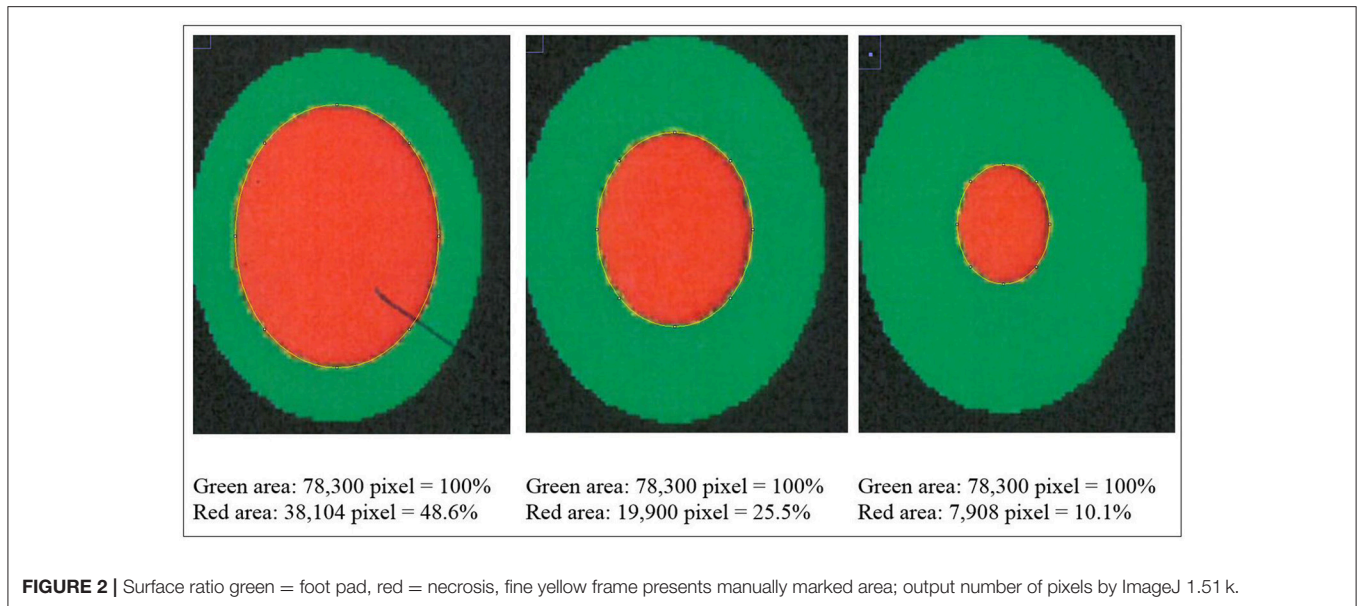 Green area: 78,300 pixel = 100%
Red area: 38,104 pixel = 48.6%
Green area: 78,300 pixel = 100%
Red area: 19,900 pixel = 25.5%
Green area: 78,300 pixel = 100%
Red area: 7,908 pixel = 10.1%
FIGURE 2 | Surface ratio green = foot pad, red = necrosis, fine yellow frame presents manually marked area; output number of pixels by ImageJ 1.51 k.